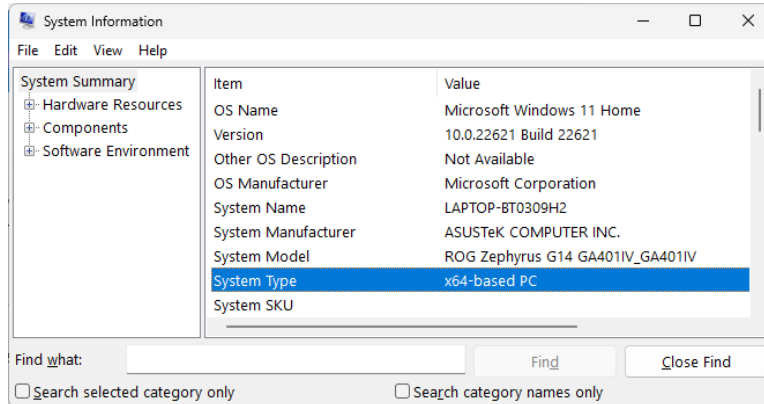 System Information
File Edit View Help
System Summary
Hardware Resources
Components
Software Environment
Item Value
OS Name Microsoft Windows 11 Home
Version 10.0.22621 Build 22621
Other OS Description Not Available
OS Manufacturer Microsoft Corporation
System Name LAPTOP-BT0309H2
System Manufacturer ASUSTeK COMPUTER INC.
System Model ROG Zephyrus G14 GA401IV_GA401IV
System Type x64-based PC
System SKU
Find what: Find Close Find
Search selected category only Search category names only